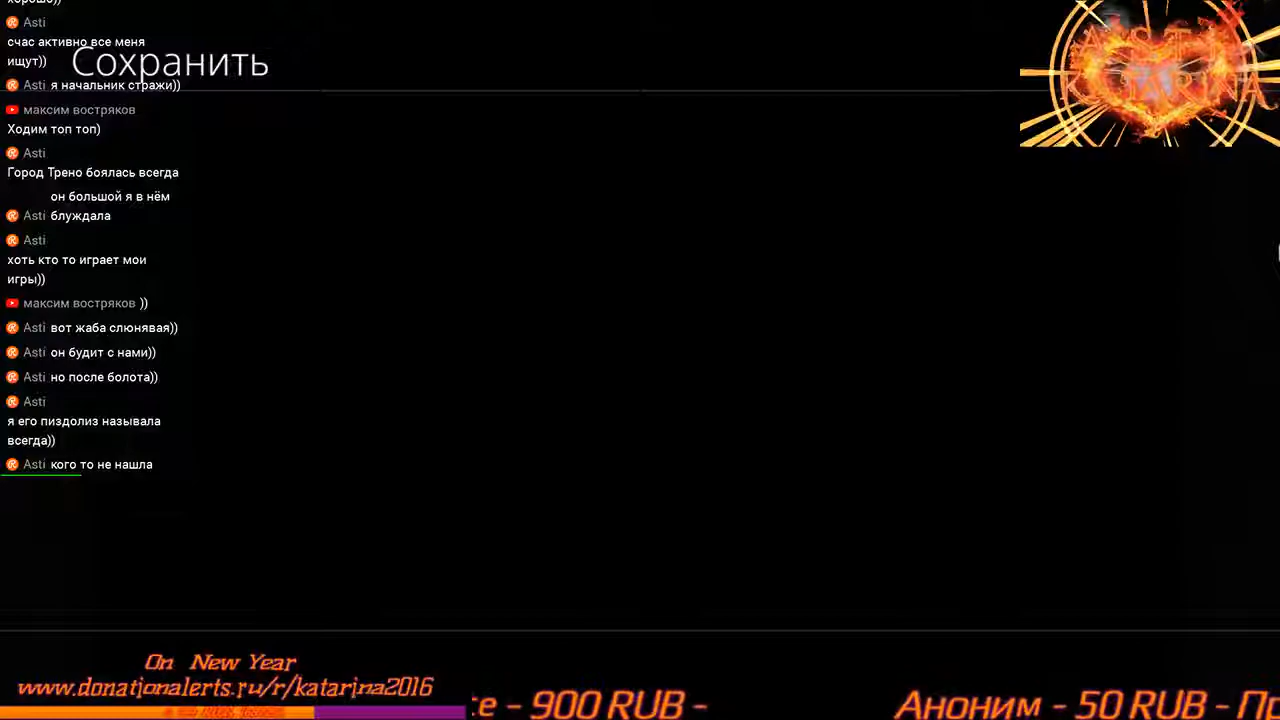 хорошо))
Asti
счас активно все меня
ищут))
Сохранить
Asti я начальник стражи))
максим востряков
Ходим топ топ)
Asti
Город Трено боялась всегда
он большой я в нём
Asti блуждала
Asti
хоть кто то играет мои
игры))
максим востряков ))
Asti вот жаба слюнявая))
Asti он будит с нами))
Asti но после болота))
Asti
я его пиздолиз называла
всегда))
Asti кого то не нашла
ASTI
KATARINA
On New Year
www.donationalerts.ru/r/katarina2016
- 900 RUB -
Аноним - 50 RUB -